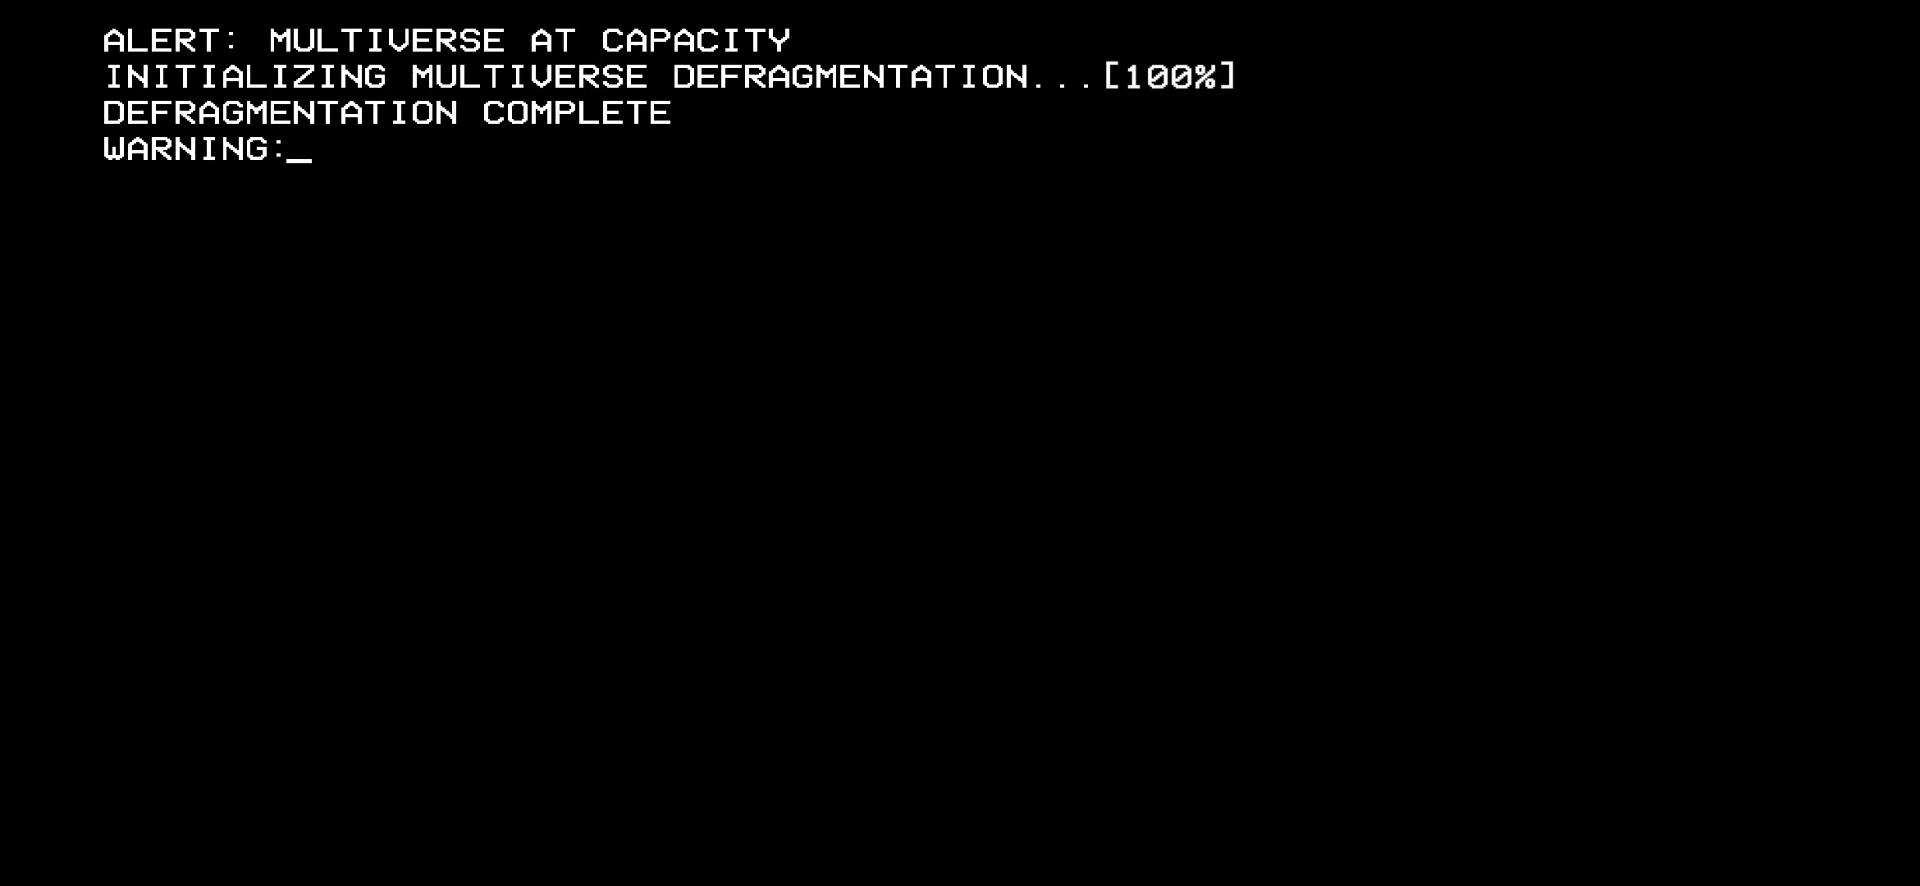 ALERT: MULTIVERSE AT CAPACITY
INITIALIZING MULTIVERSE DEFRAGMENTATION...[100%]
DEFRAGMENTATION COMPLETE
WARNING:_